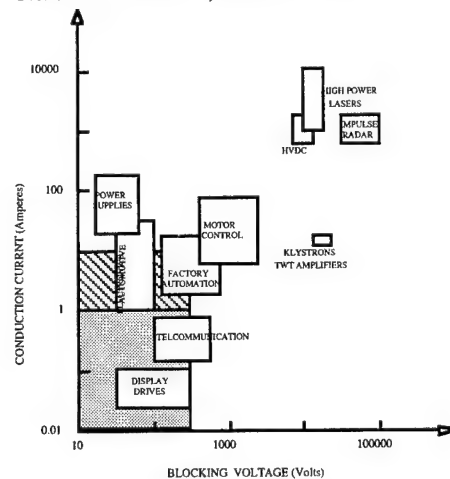 10000
HIGH POWER
LASERS
IMPULSE
RADAR
HVDC
100
POWER
SUPPLIES
MOTOR
CONTROL
KLYSTRONS
TWT AMPLIFIERS
AUTOMOTIVE
FACTORY
AUTOMATION
CONDUCTION CURRNT (Amperes)
1
TELCOMMUNICATION
DISPLAY
DRIVES
0.01
10
1000
100000
BLOCKING VOLTAGE (Volts)